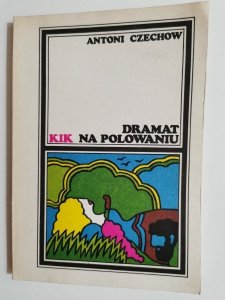 ANTONI CZECHOW
DRAMAT
KIK NA POLOWANIU